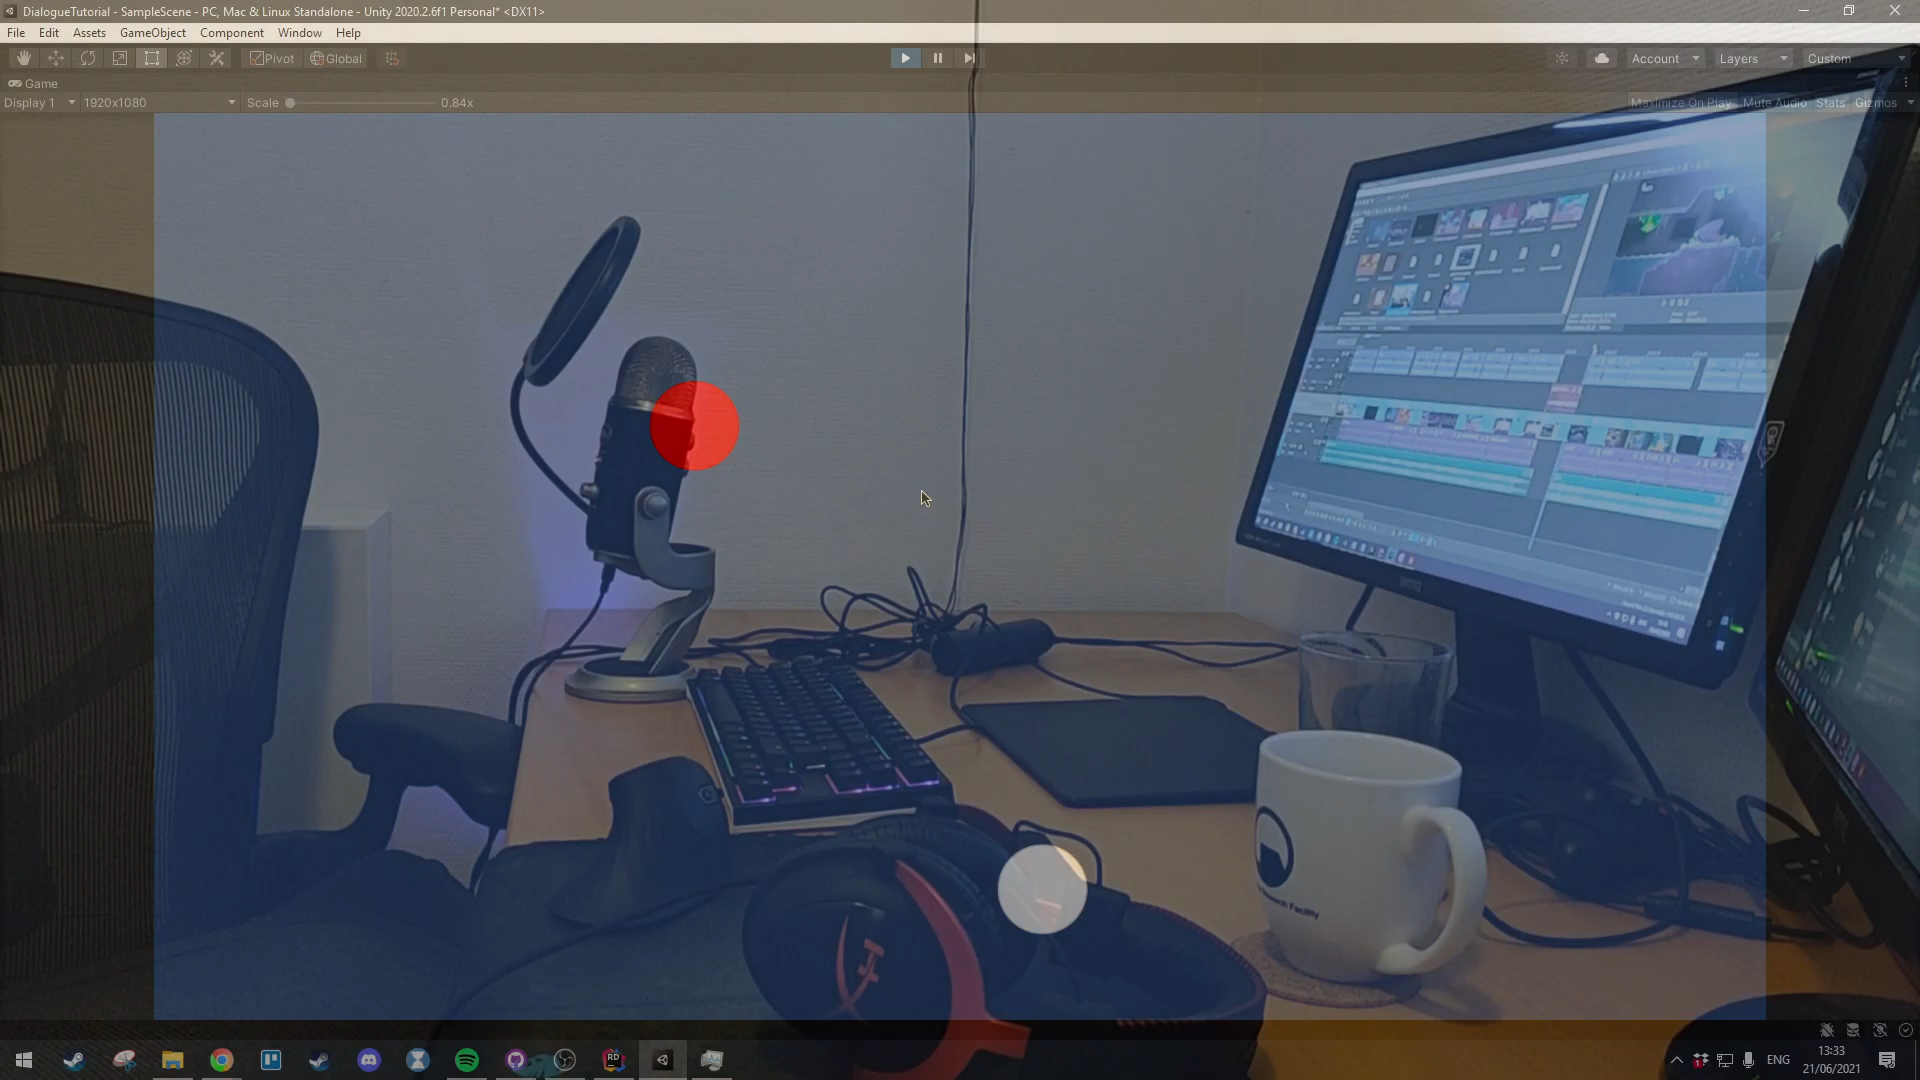 DialogueTutorial - SampleScene - PC, Mac & Linux Standalone - Unity 2020.2.6f1 Personal* <DX11>
File Edit Assets GameObject Component Window Help
Pivot Global Account Layers Custom
Game
Display 1 1920x1080 Scale 0.84x Maximize On Play Mute Audio Stats Gizmos
Facility
RD
ENG
13:33
21/06/2021